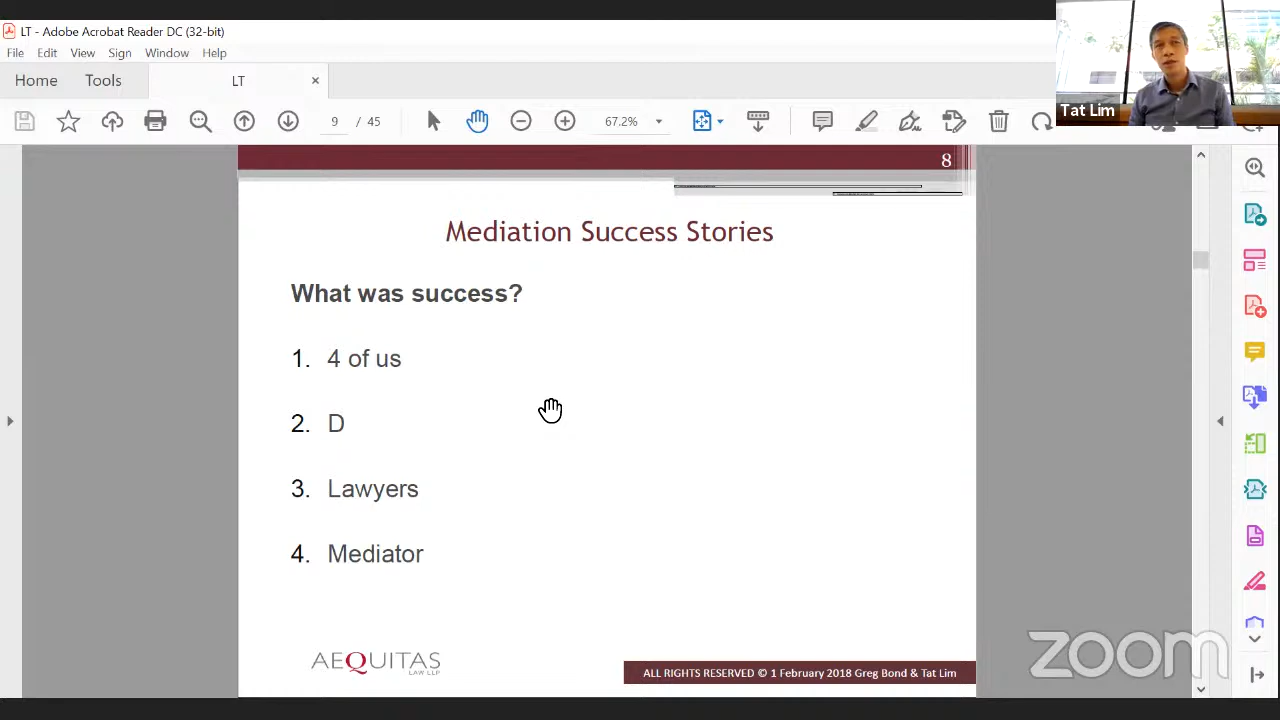 LT - Adobe Acrobat Reader DC (32-bit)
File Edit View Sign Window Help
Home Tools LT ×
9 / 45 67.2%
Tat Lim
8
Mediation Success Stories
What was success?
1. 4 of us
2. D
3. Lawyers
4. Mediator
AEQUITAS
LAW LLP
ALL RIGHTS RESERVED © 1 February 2018 Greg Bond & Tat Lim
zoom